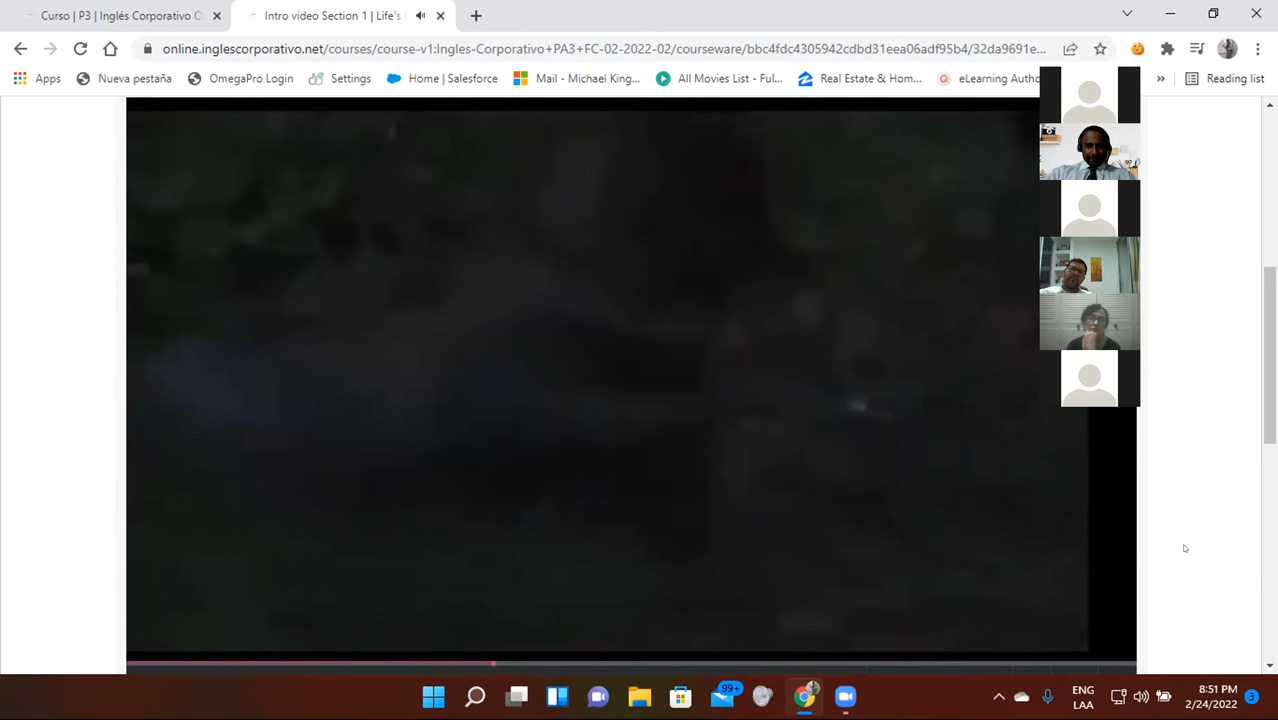 Curso | P3 | Inglés Corporativo O
Intro video Section 1 | Life's
online.inglescorporativo.net/courses/course-v1:Ingles-Corporativo+PA3+FC-02-2022-02/courseware/bbc4fdc4305942cdbd31eea06adf95b4/32da9691e...
Apps
Nueva pestaña
OmegaPro Login
Settings
Home | Salesforce
Mail - Michael King...
All Movies List - Ful...
Real Estate & Hom...
eLearning Autho
»
Reading list
99+
ENG
LAA
8:51 PM
2/24/2022
3